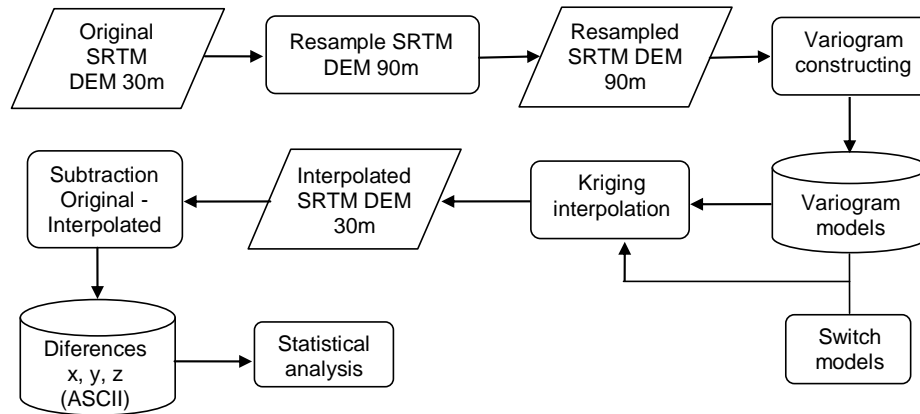 Original
SRTM
DEM 30m
Resample SRTM
DEM 90m
Resampled
SRTM DEM
90m
Variogram
constructing
Subtraction
Original -
Interpolated
Interpolated
SRTM DEM
30m
Kriging
interpolation
Variogram
models
Diferences
x, y, z
(ASCII)
Statistical
analysis
Switch
models